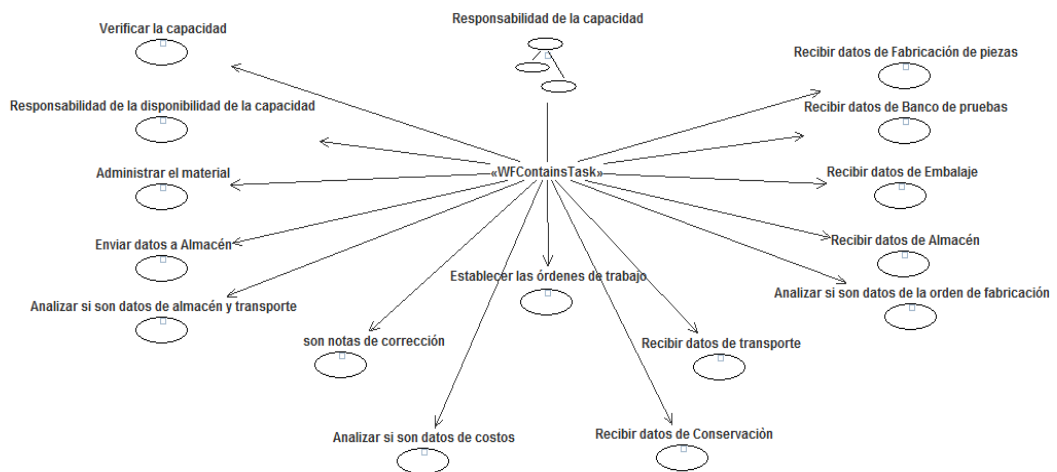 Responsabilidad de la capacidad
Verificar la capacidad
Recibir datos de Fabricación de piezas
Responsabilidad de la disponibilidad de la capacidad
Recibir datos de Banco de pruebas
Administrar el material
«WFContainsTask»
Recibir datos de Embalaje
Enviar datos a Almacén
Recibir datos de Almacén
Establecer las órdenes de trabajo
Analizar si son datos de almacén y transporte
Analizar si son datos de la orden de fabricación
son notas de corrección
Recibir datos de transporte
Analizar si son datos de costos
Recibir datos de Conservación